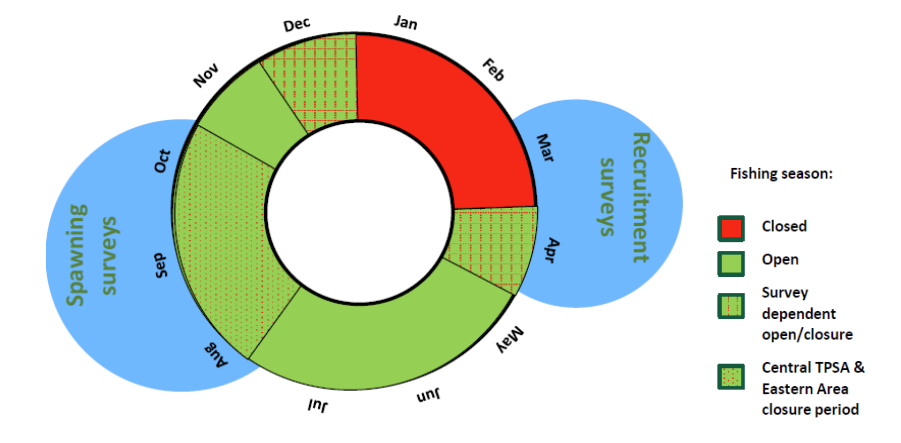 Jan
Feb
Mar
Apr
May
Jun
Jul
Aug
Sep
Oct
Nov
Dec
Spawning
surveys
Recruitment
surveys
Fishing season:
Closed
Open
Survey
dependent
open/closure
Central TPSA &
Eastern Area
closure period